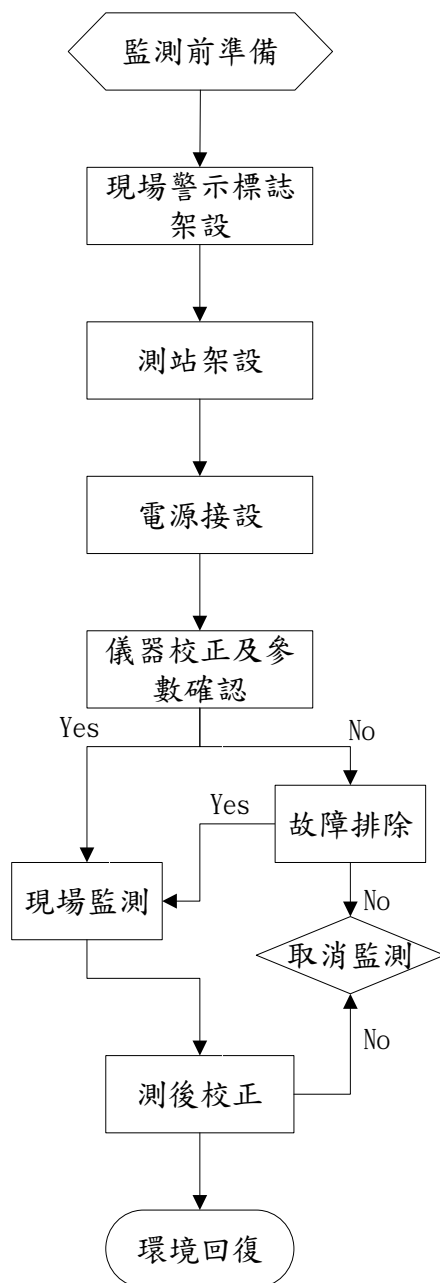 監測前準備
現場警示標誌
架設
測站架設
電源接設
儀器校正及參
數確認
Yes
No
故障排除
Yes
現場監測
No
取消監測
No
測後校正
環境回復